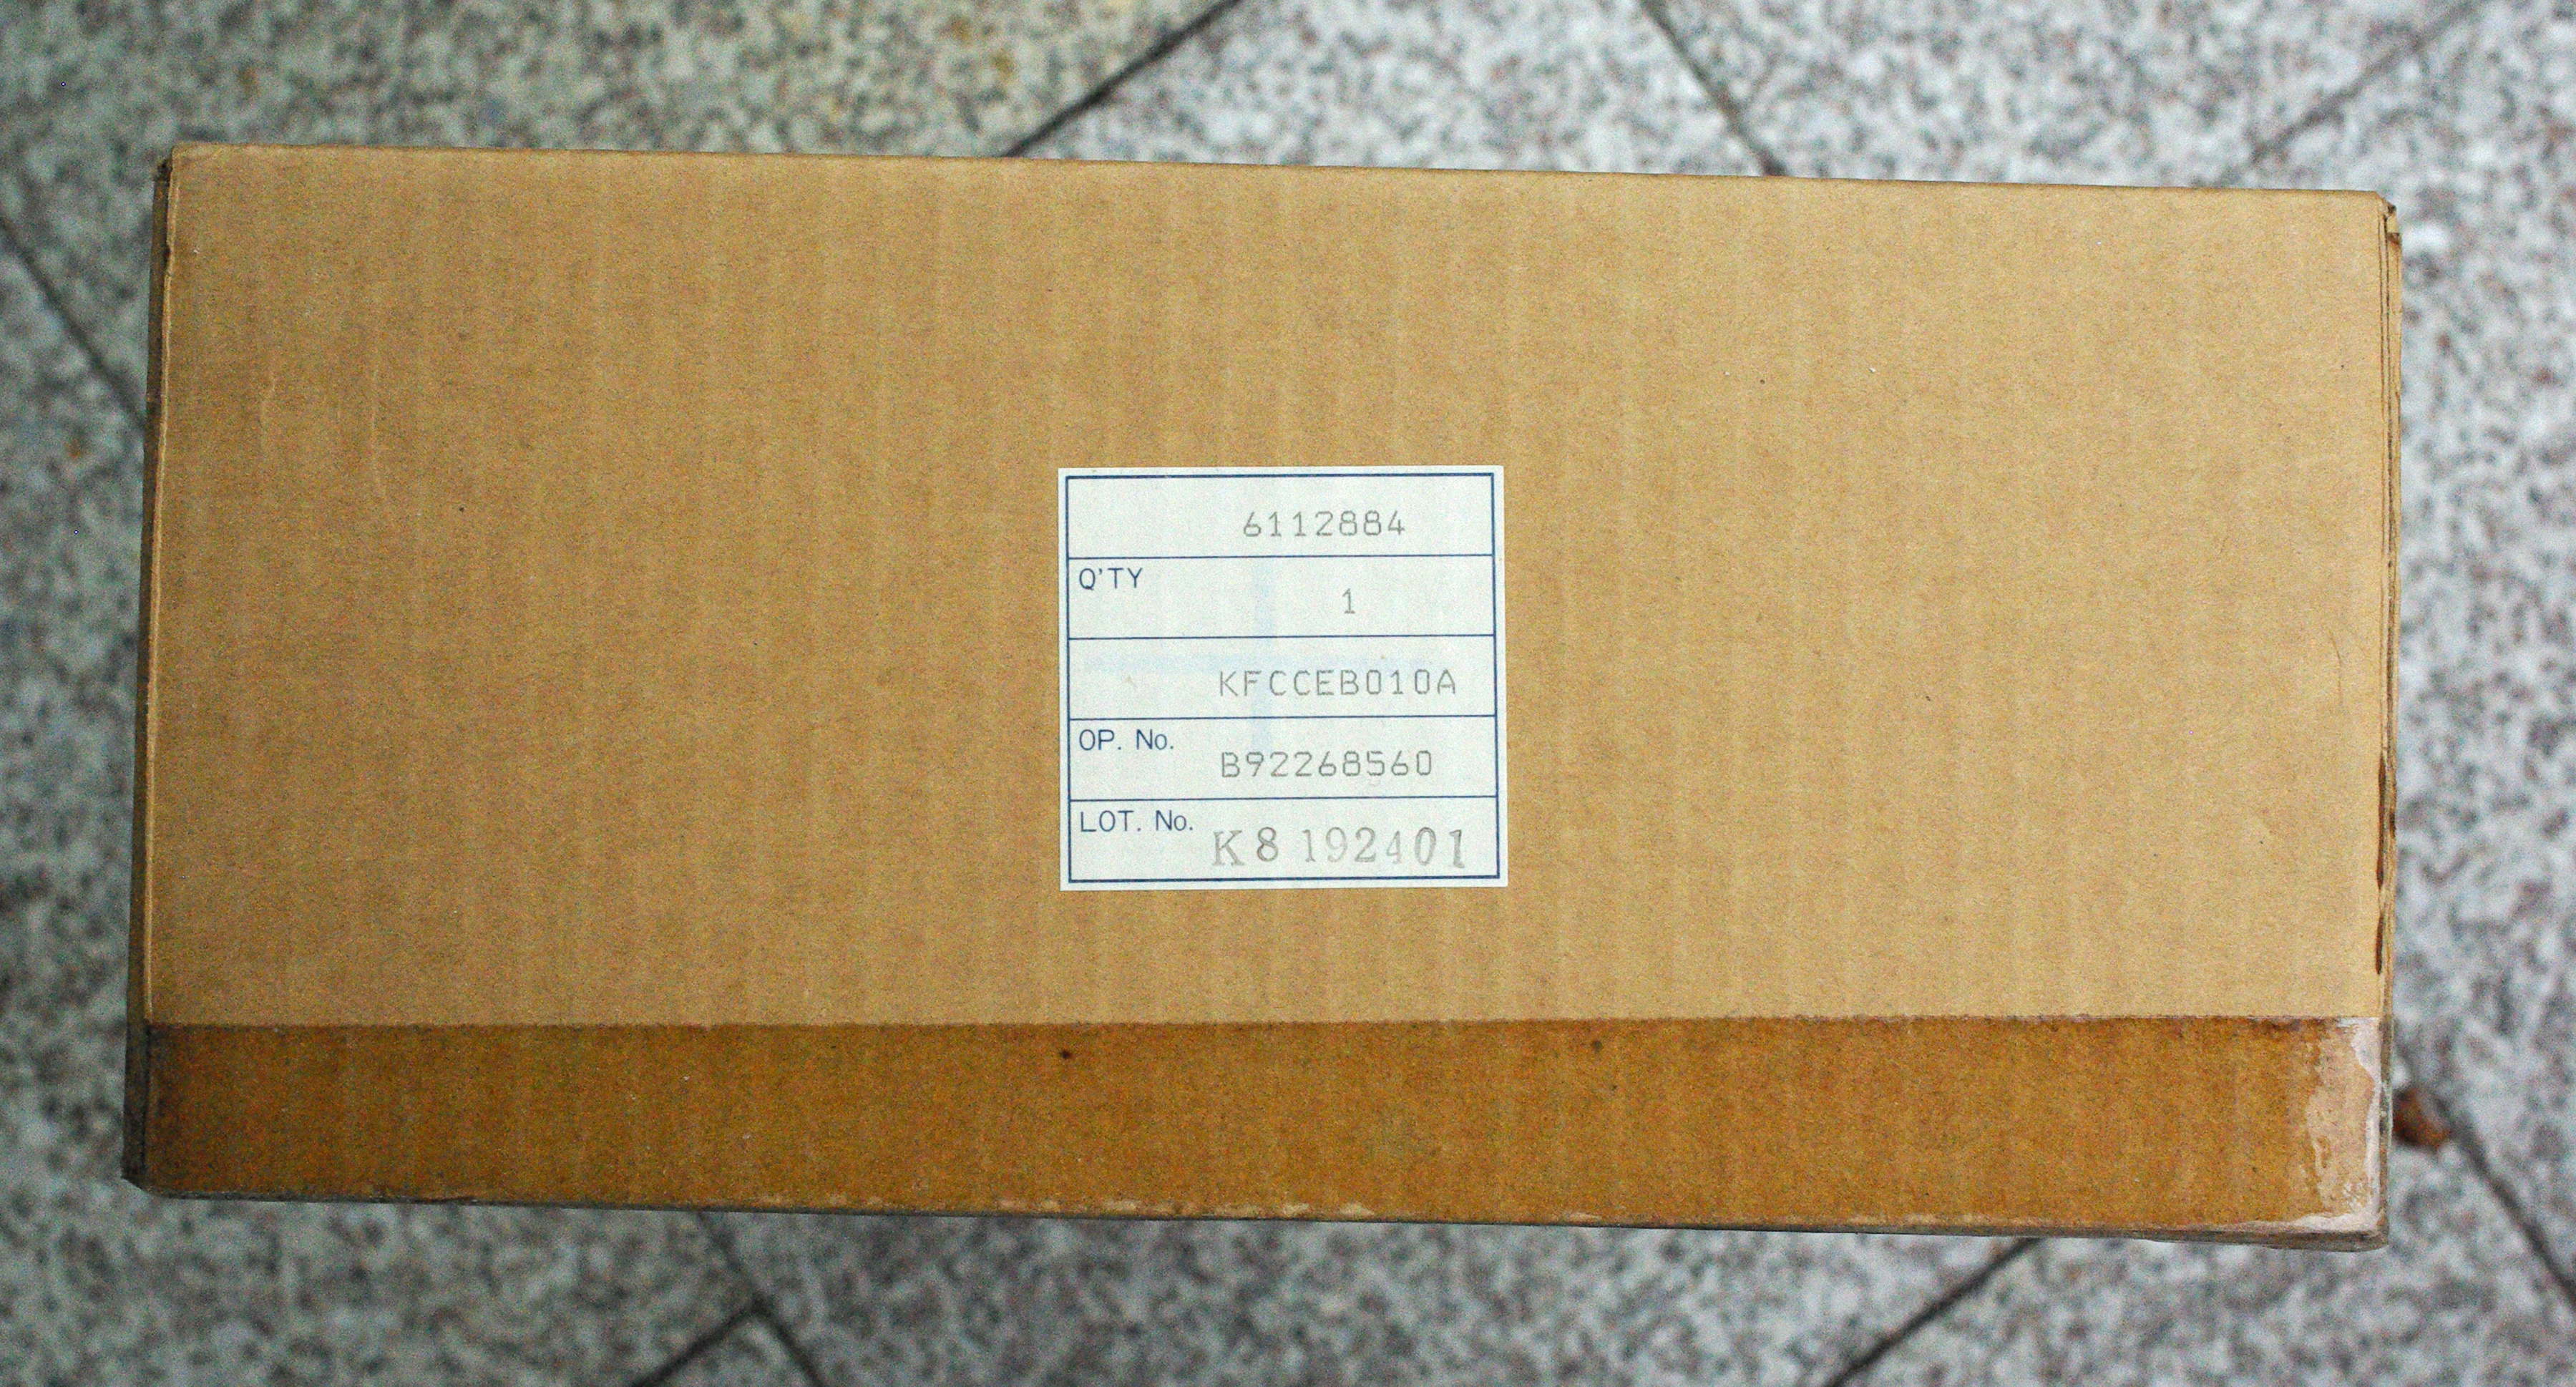 6112884
Q'TY
1
KFCCEB010A
OP. No.
B92268560
LOT. No.
K8 192401